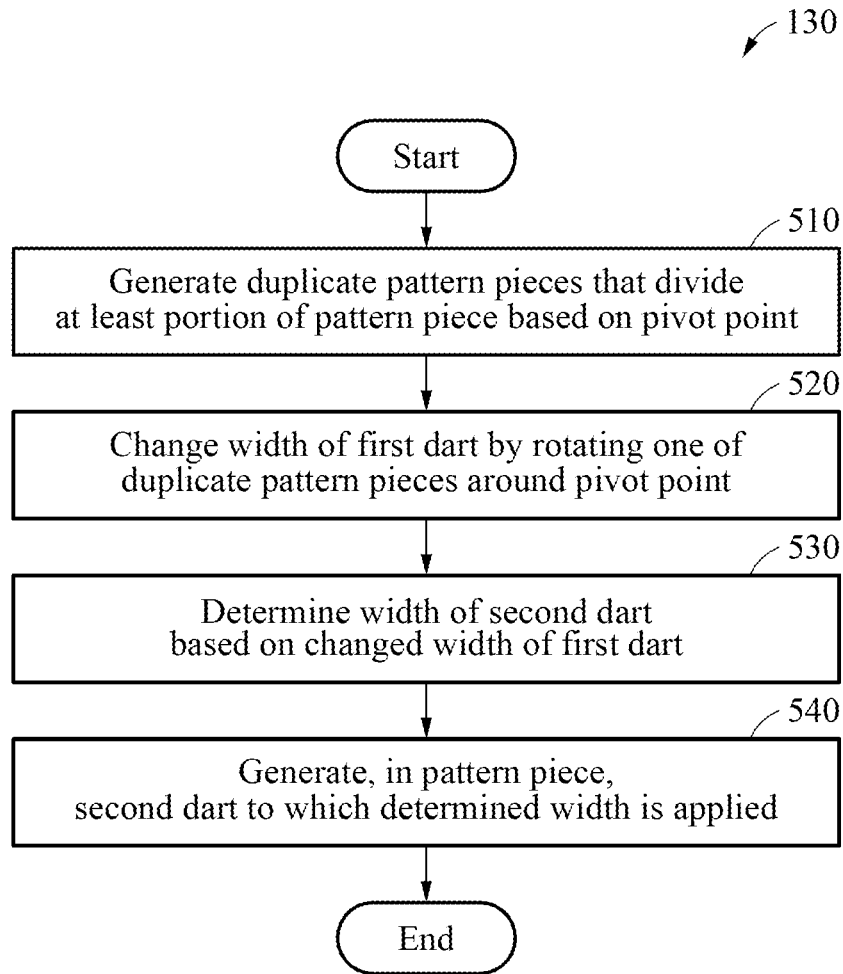 130
Start
510
Generate duplicate pattern pieces that divide
at least portion of pattern piece based on pivot point
520
Change width of first dart by rotating one of
duplicate pattern pieces around pivot point
530
Determine width of second dart
based on changed width of first dart
540
Generate, in pattern piece,
second dart to which determined width is applied
End